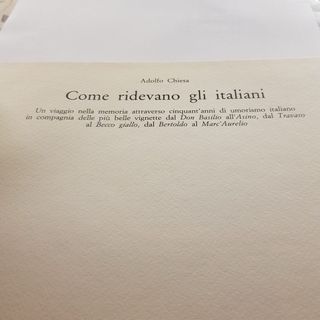 Adolfo Chiesa
Come ridevano gli italiani
Un viaggio nella memoria attraverso cinquant'anni di umorismo italiano
in compagnia delle più belle vignette dal Don Basilio all'Asino, dal Travaso
al Becco giallo, dal Bertoldo al Marc'Aurelio